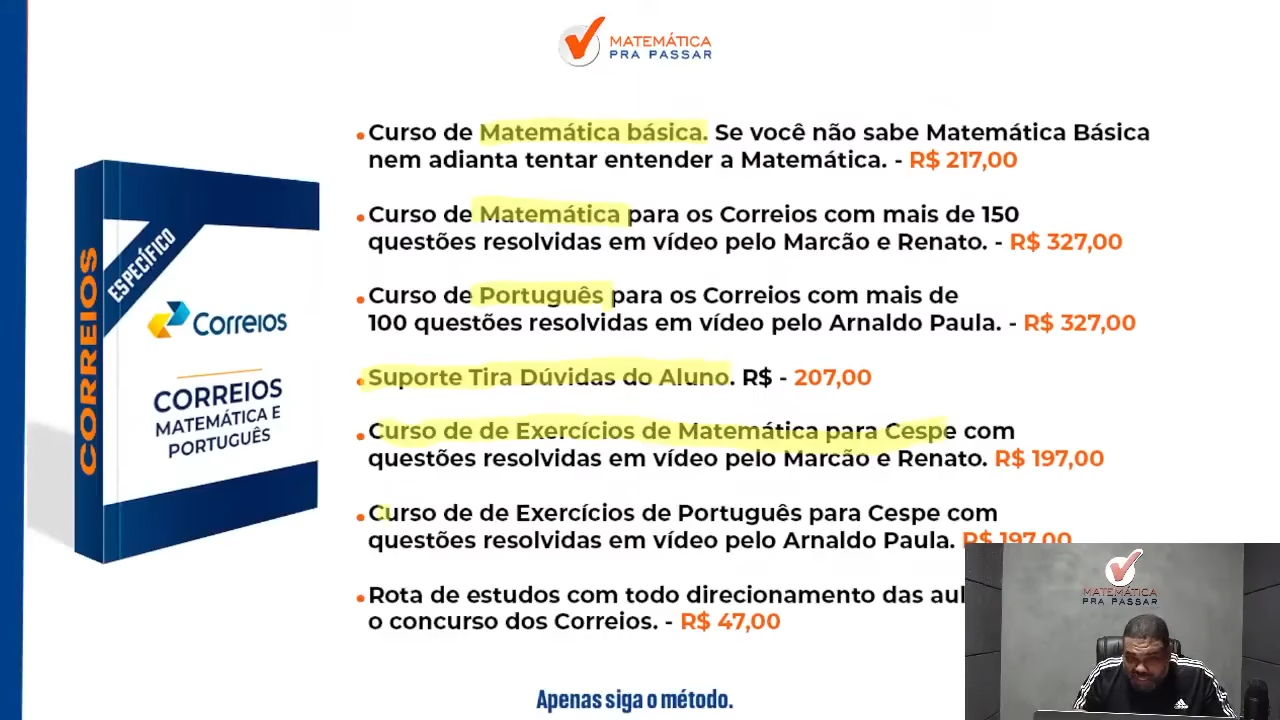 MATEMÁTICA
PRA PASSAR
• Curso de Matemática básica. Se você não sabe Matemática Básica
nem adianta tentar entender a Matemática. - R$ 217,00
• Curso de Matemática para os Correios com mais de 150
questões resolvidas em vídeo pelo Marcão e Renato. - R$ 327,00
• Curso de Português para os Correios com mais de
100 questões resolvidas em vídeo pelo Arnaldo Paula. - R$ 327,00
• Suporte Tira Dúvidas do Aluno. R$ - 207,00
• Curso de de Exercícios de Matemática para Cespe com
questões resolvidas em vídeo pelo Marcão e Renato. R$ 197,00
• Curso de de Exercícios de Português para Cespe com
questões resolvidas em vídeo pelo Arnaldo Paula. R$ 197,00
• Rota de estudos com todo direcionamento das
o concurso dos Correios. - R$ 47,00
Apenas siga o método.
CORREIOS
ESPECÍFICO
Correios
CORREIOS
MATEMÁTICA E
PORTUGUÊS
MATEMÁTICA
PRA PASSAR